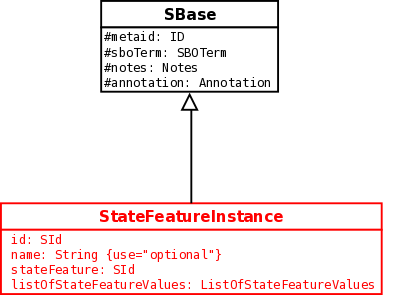 SBase
#metaid: ID
#sboTerm: SBOTerm
#notes: Notes
#annotation: Annotation
StateFeatureInstance
id: SId
name: String {use="optional"}
stateFeature: SId
listOfStateFeatureValues: ListOfStateFeatureValues